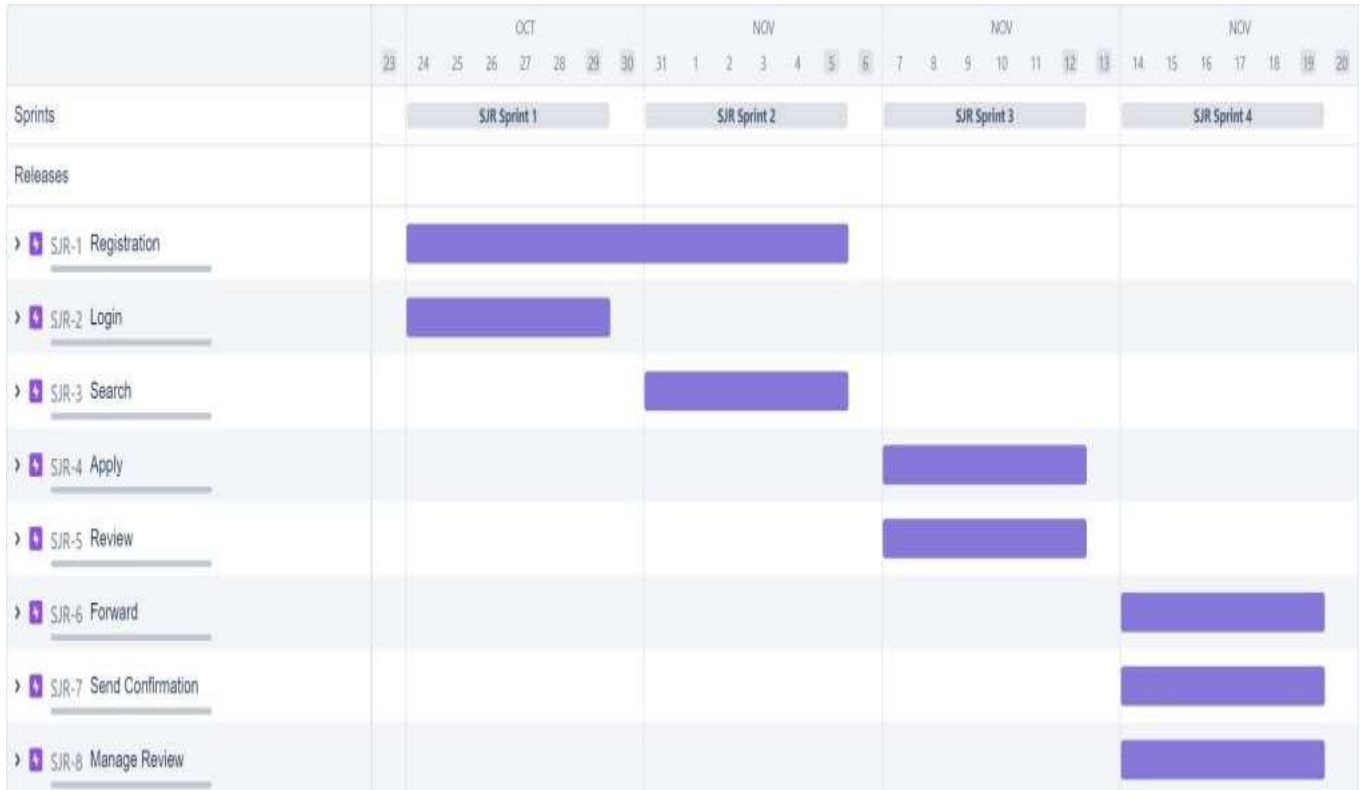 OCT NOV NOV NOV
23 24 25 26 27 28 29 30 31 1 2 3 4 5 6 7 8 9 10 11 12 13 14 15 16 17 18 19 20
Sprints SJR Sprint 1 SJR Sprint 2 SJR Sprint 3 SJR Sprint 4
Releases
SJR-1 Registration
SJR-2 Login
SJR-3 Search
SJR-4 Apply
SJR-5 Review
SJR-6 Forward
SJR-7 Send Confirmation
SJR-8 Manage Review